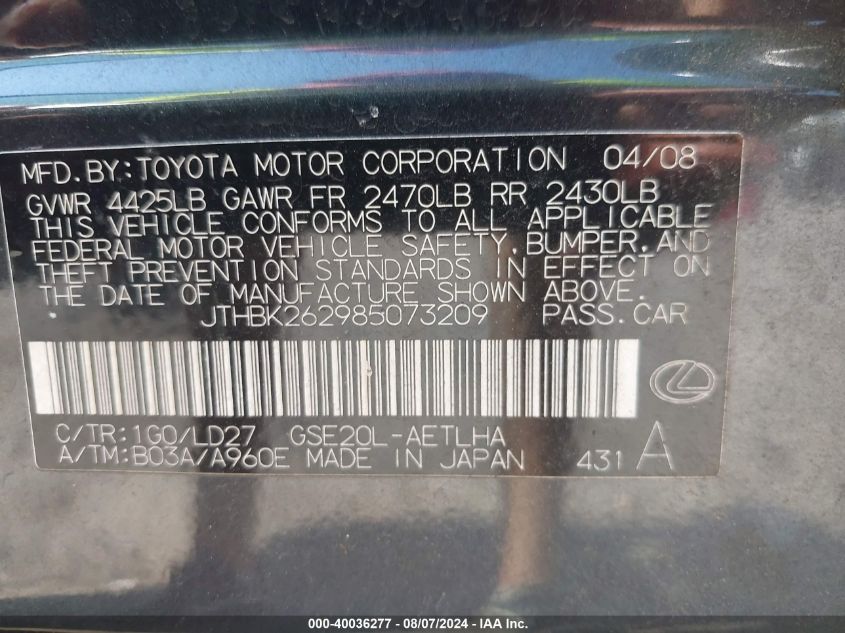 MFD.BY:TOYOTA MOTOR CORPORATION 04/08
GVWR 4425LB GAWR FR 2470LB RR 2430LB
THIS VEHICLE CONFORMS TO ALL APPLICABLE
FEDERAL MOTOR VEHICLE SAFETY,BUMPER,AND
THEFT PREVENTION STANDARDS IN EFFECT ON
THE DATE OF MANUFACTURE SHOWN ABOVE.
JTHBK262985073209 PASS.CAR
C/TR:1G0/LD27 GSE20L-AETLHA
A/TM:B03A/A960E MADE IN JAPAN 431 A
000-40036277 - 08/07/2024 - IAA Inc.